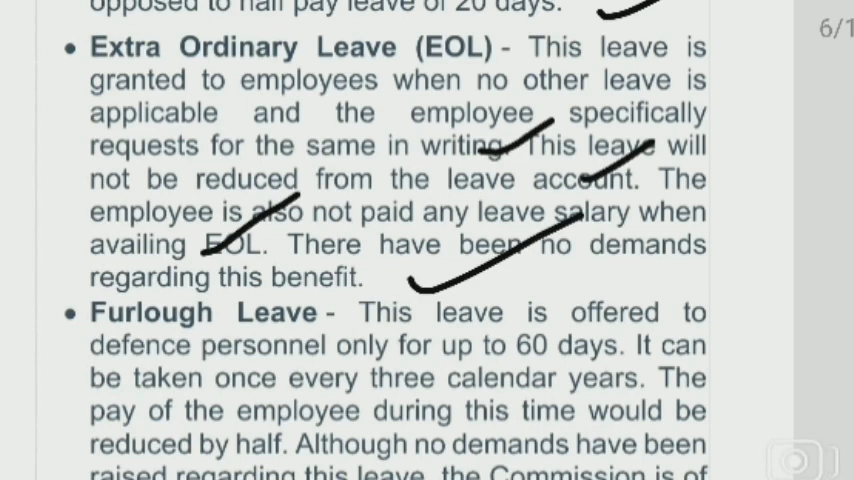 opposed to half pay leave of 20 days.
6/1
• Extra Ordinary Leave (EOL) - This leave is
granted to employees when no other leave is
applicable and the employee specifically
requests for the same in writing. This leave will
not be reduced from the leave account. The
employee is also not paid any leave salary when
availing EOL. There have been no demands
regarding this benefit.
• Furlough Leave - This leave is offered to
defence personnel only for up to 60 days. It can
be taken once every three calendar years. The
pay of the employee during this time would be
reduced by half. Although no demands have been
raised regarding this leave, the Commission is of